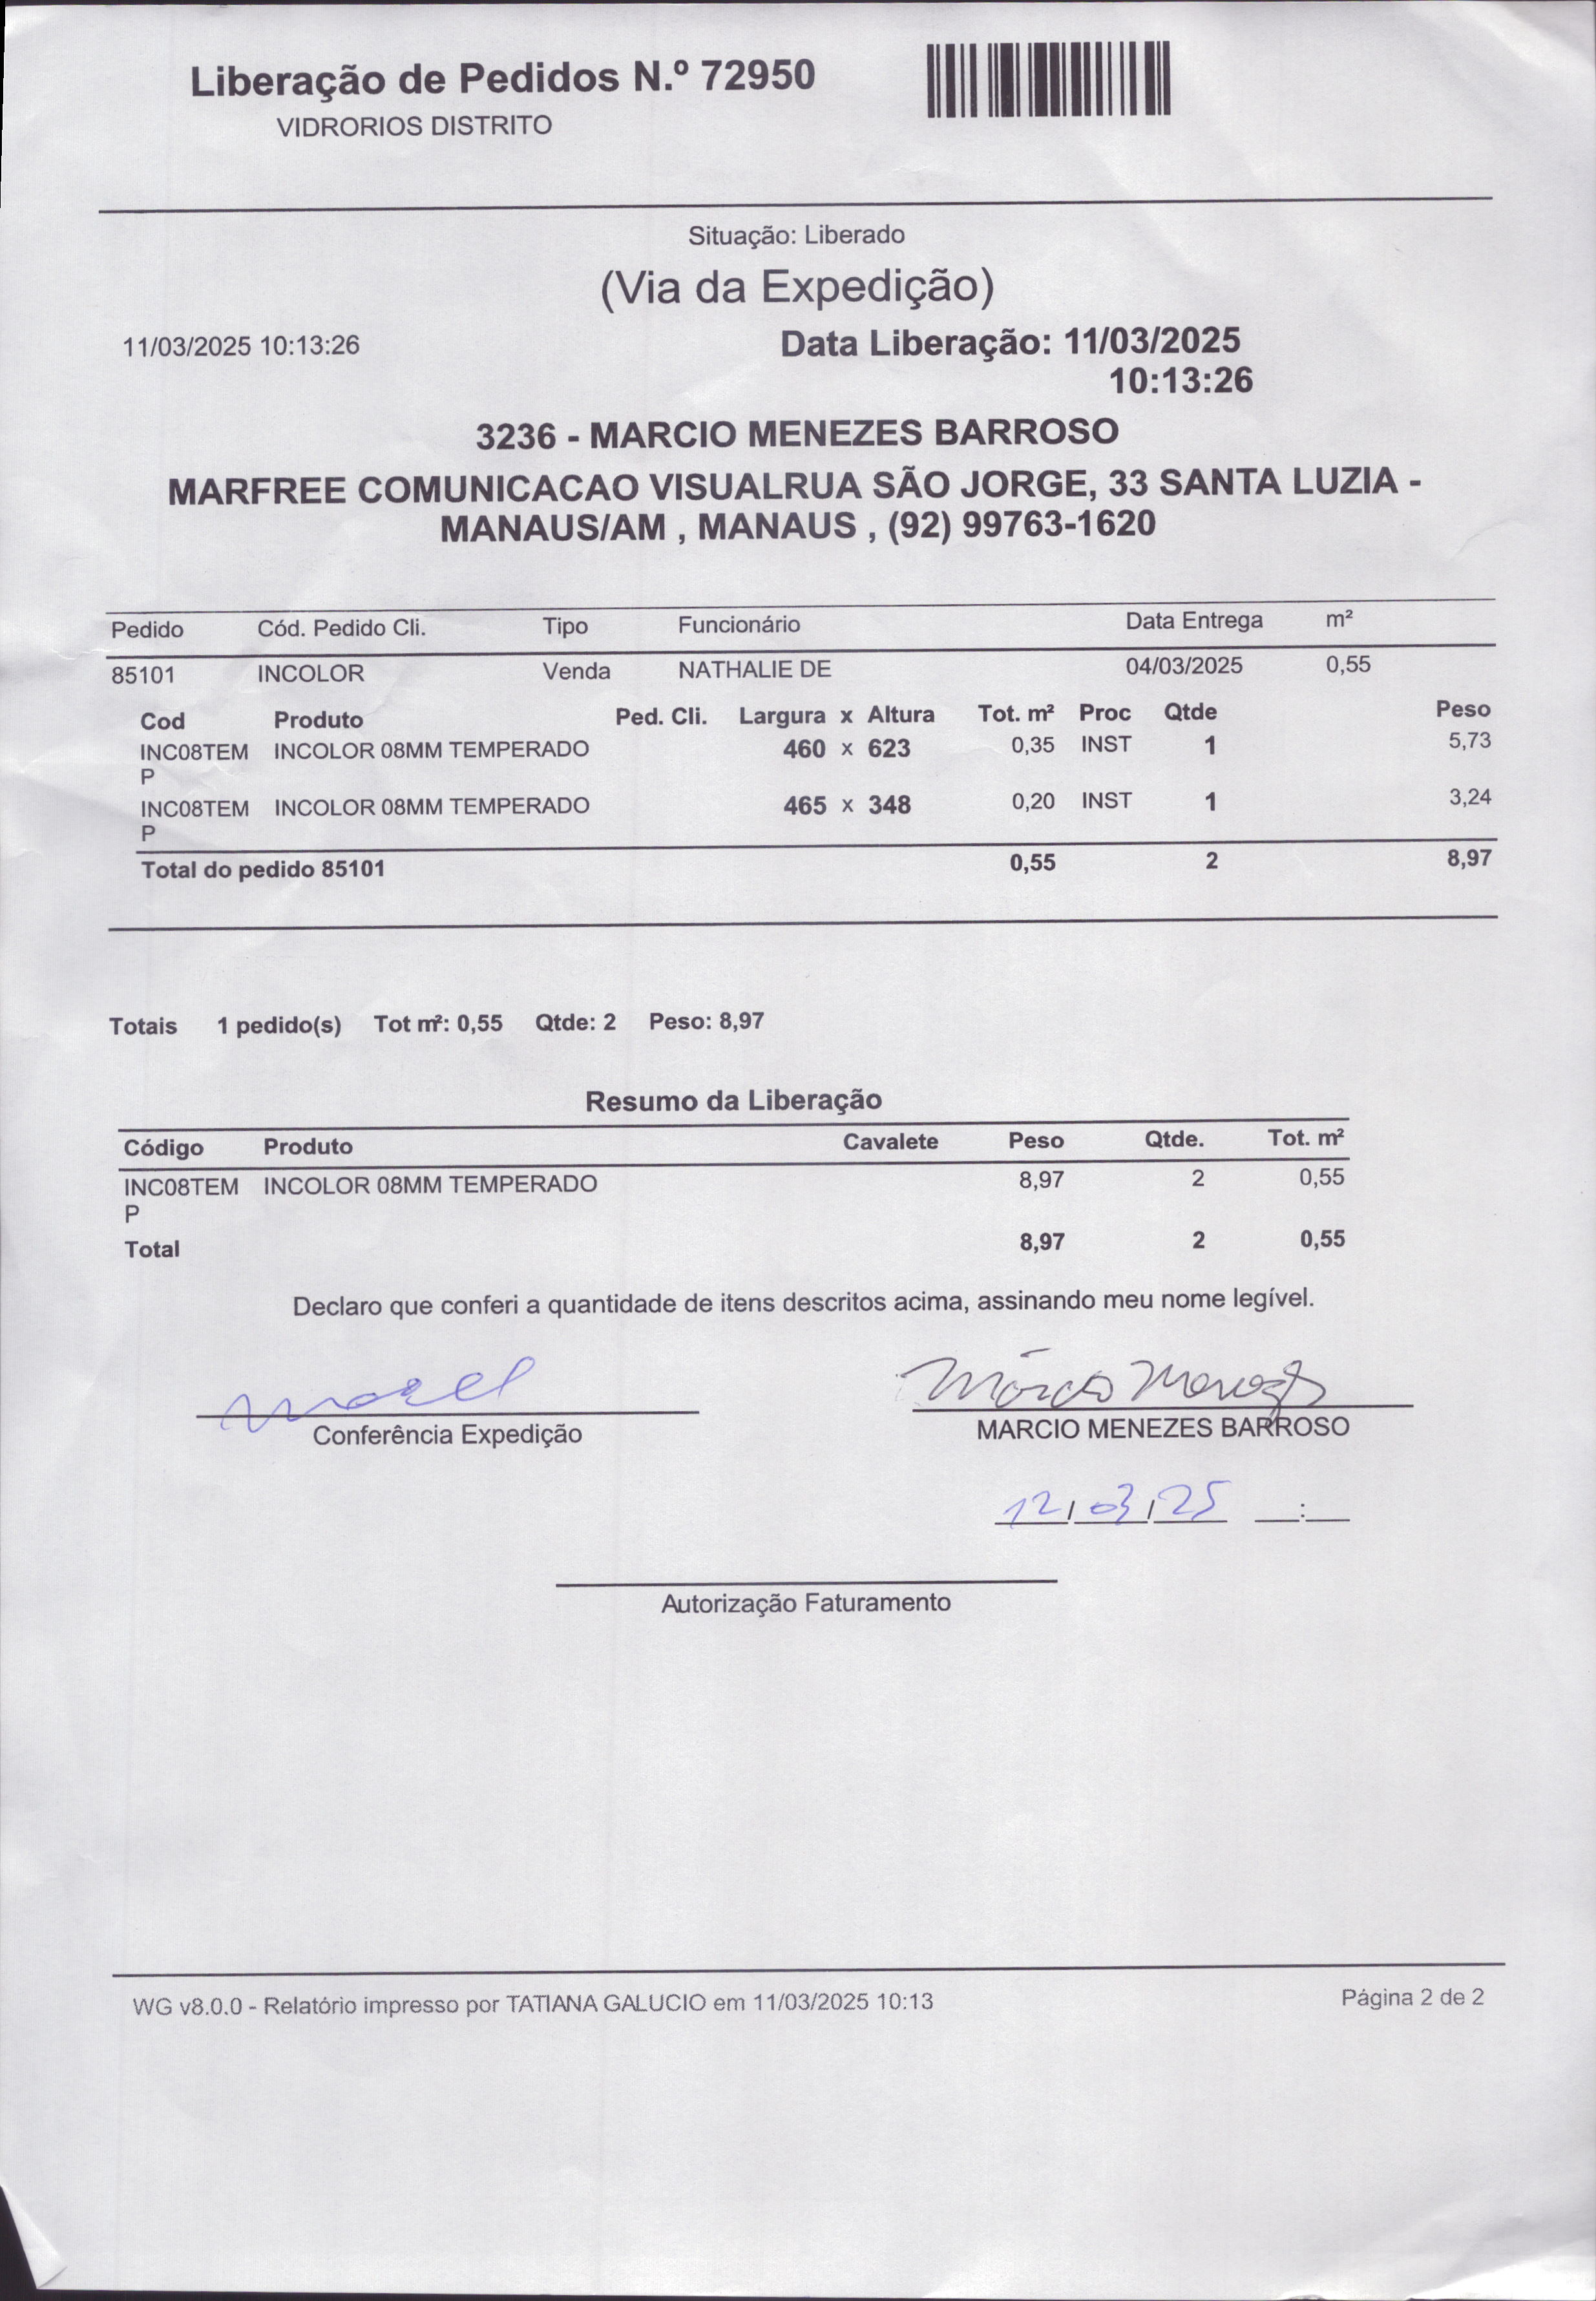 Liberação de Pedidos N.º 72950
VIDRORIOS DISTRITO
Situação: Liberado
(Via da Expedição)
11/03/2025 10:13:26 Data Liberação: 11/03/2025
10:13:26
3236 - MARCIO MENEZES BARROSO
MARFREE COMUNICACAO VISUALRUA SÃO JORGE, 33 SANTA LUZIA -
MANAUS/AM , MANAUS , (92) 99763-1620
Pedido Cód. Pedido Cli. Tipo Funcionário Data Entrega m²
85101 INCOLOR Venda NATHALIE DE 04/03/2025 0,55
Cod Produto Ped. Cli. Largura x Altura Tot. m² Proc Qtde Peso
INC08TEM INCOLOR 08MM TEMPERADO 460 x 623 0,35 INST 1 5,73
P
INC08TEM INCOLOR 08MM TEMPERADO 465 x 348 0,20 INST 1 3,24
P
Total do pedido 85101 0,55 2 8,97
Totais 1 pedido(s) Tot m²: 0,55 Qtde: 2 Peso: 8,97
Resumo da Liberação
Código Produto Cavalete Peso Qtde. Tot. m²
INC08TEM INCOLOR 08MM TEMPERADO 8,97 2 0,55
P
Total 8,97 2 0,55
Declaro que conferi a quantidade de itens descritos acima, assinando meu nome legível.
Conferência Expedição MARCIO MENEZES BARROSO
12/03/25 __:__
Autorização Faturamento
WG v8.0.0 - Relatório impresso por TATIANA GALUCIO em 11/03/2025 10:13 Página 2 de 2